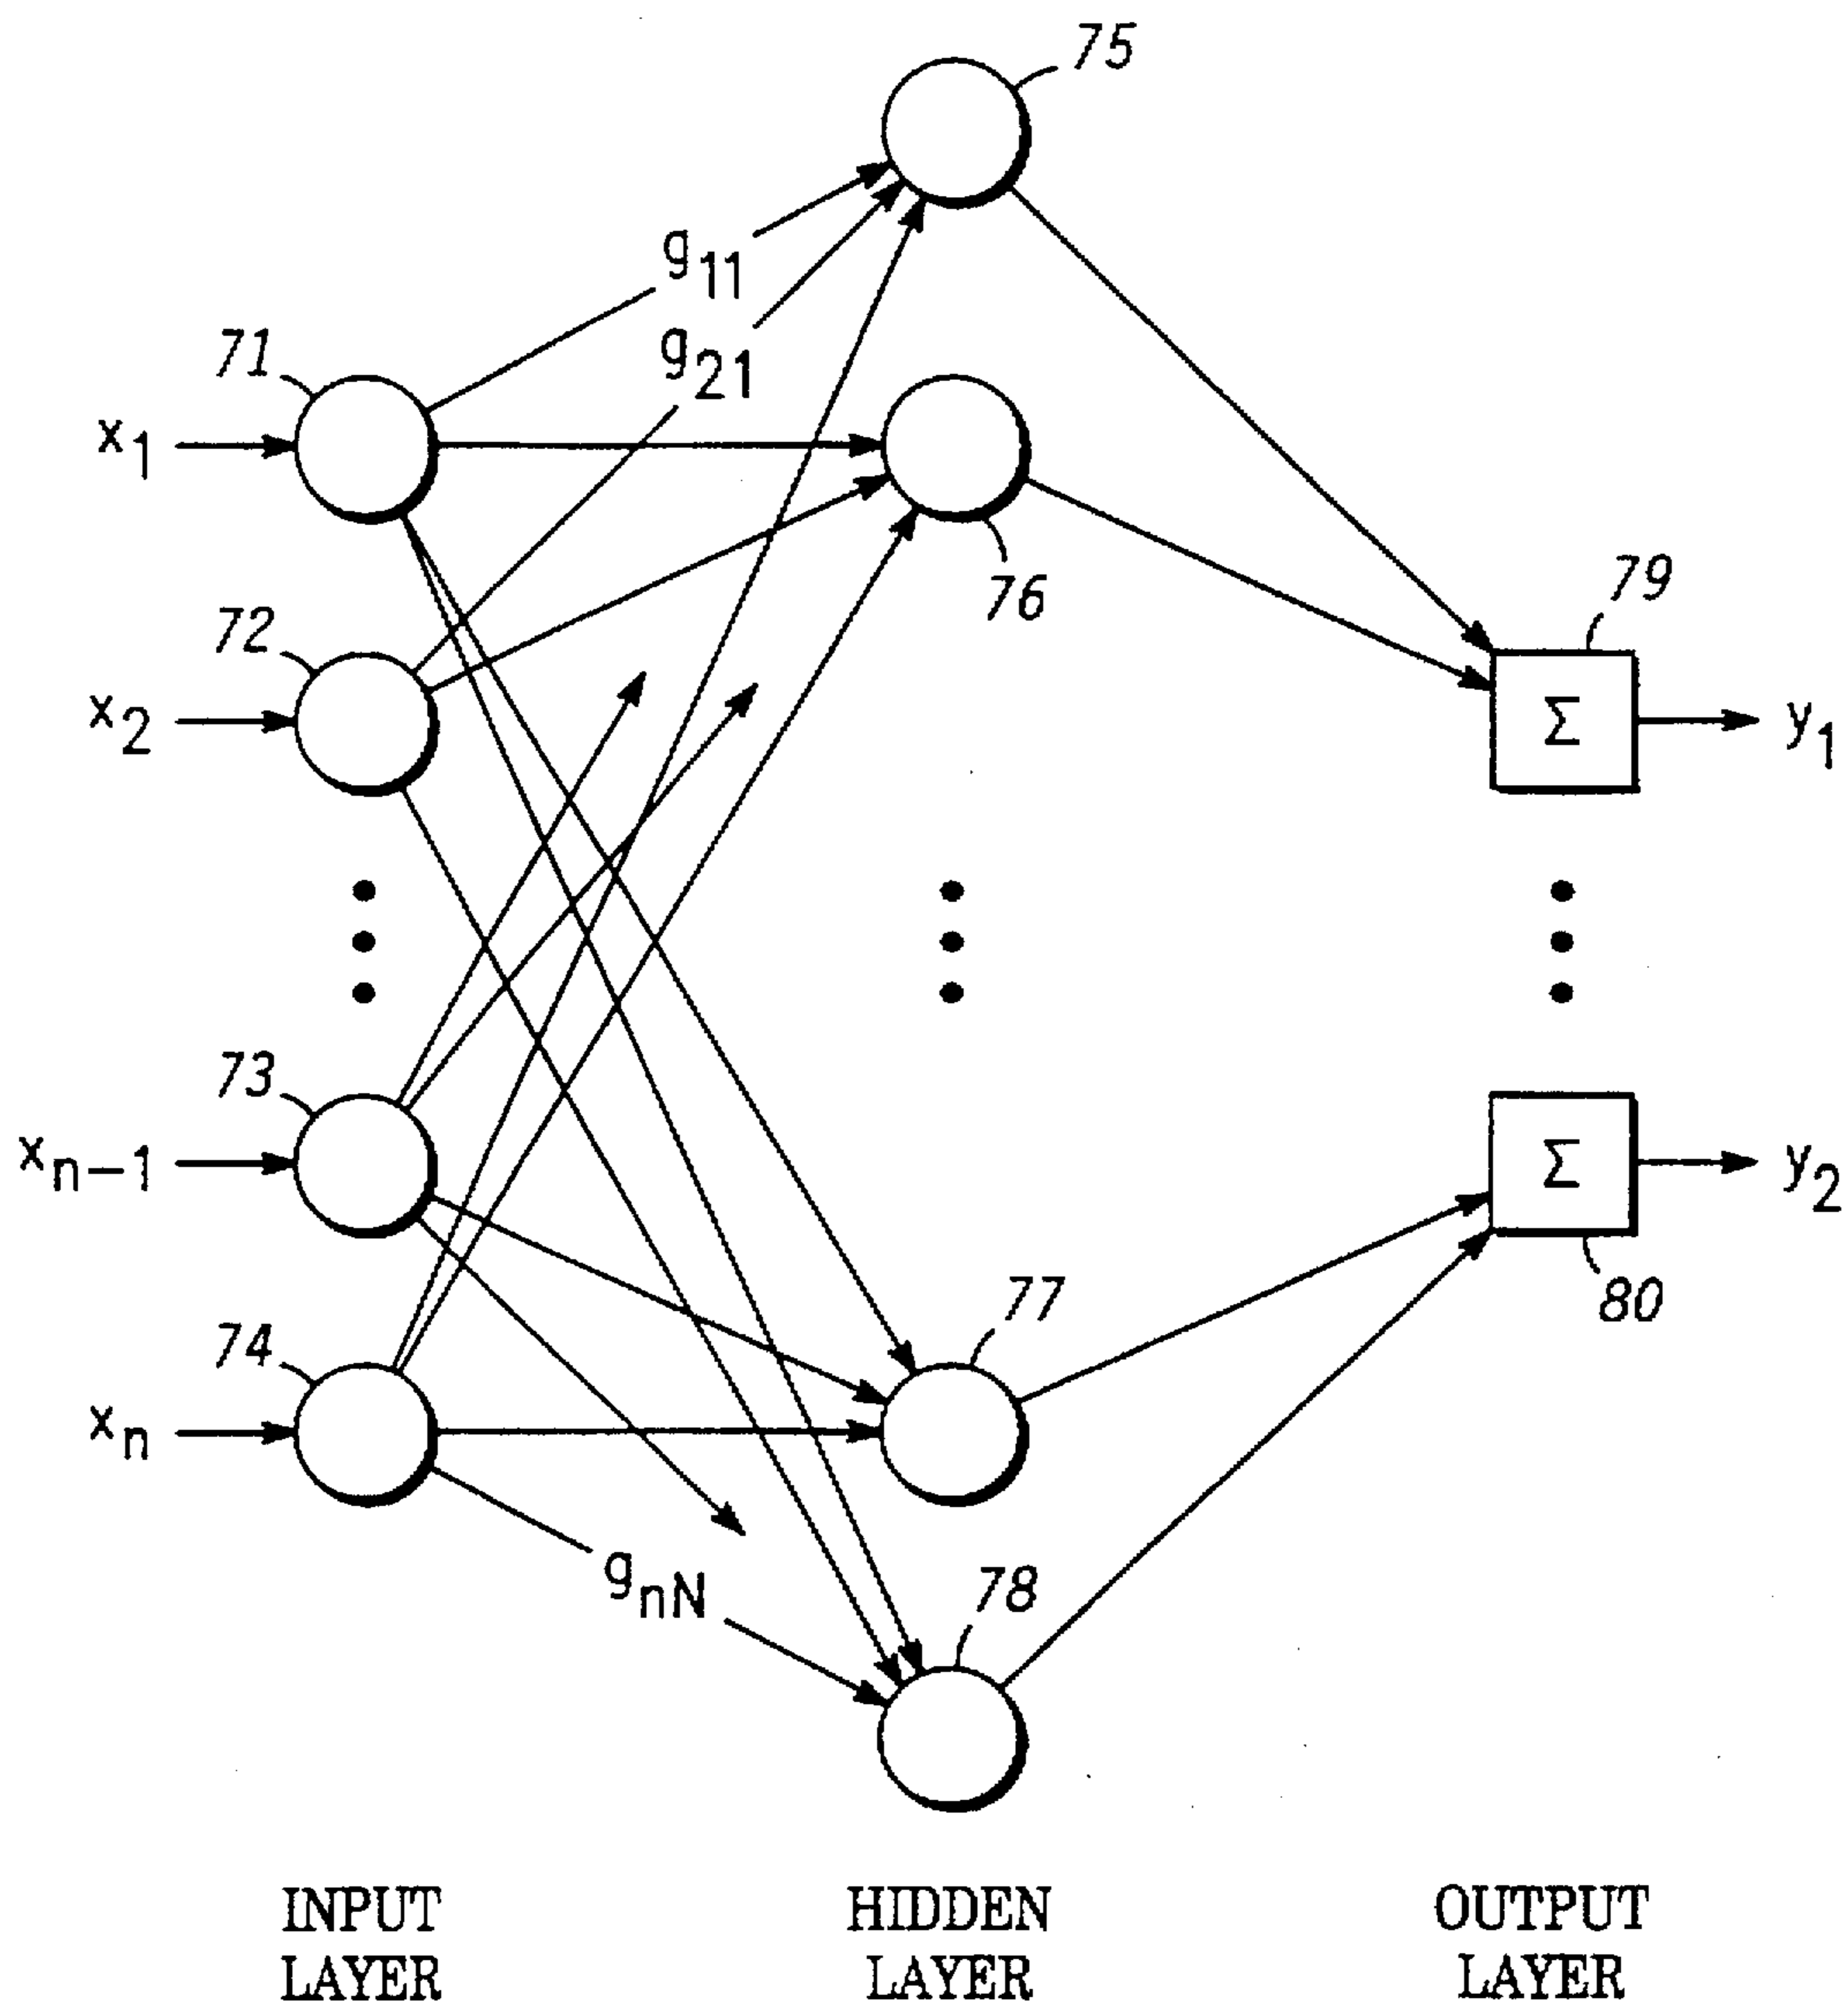 75
g11
g21
71
x1
76
79
72
x2
Σ
y1
73
xn−1
Σ
y2
80
77
74
xn
gnN
78
INPUT LAYER
HIDDEN LAYER
OUTPUT LAYER